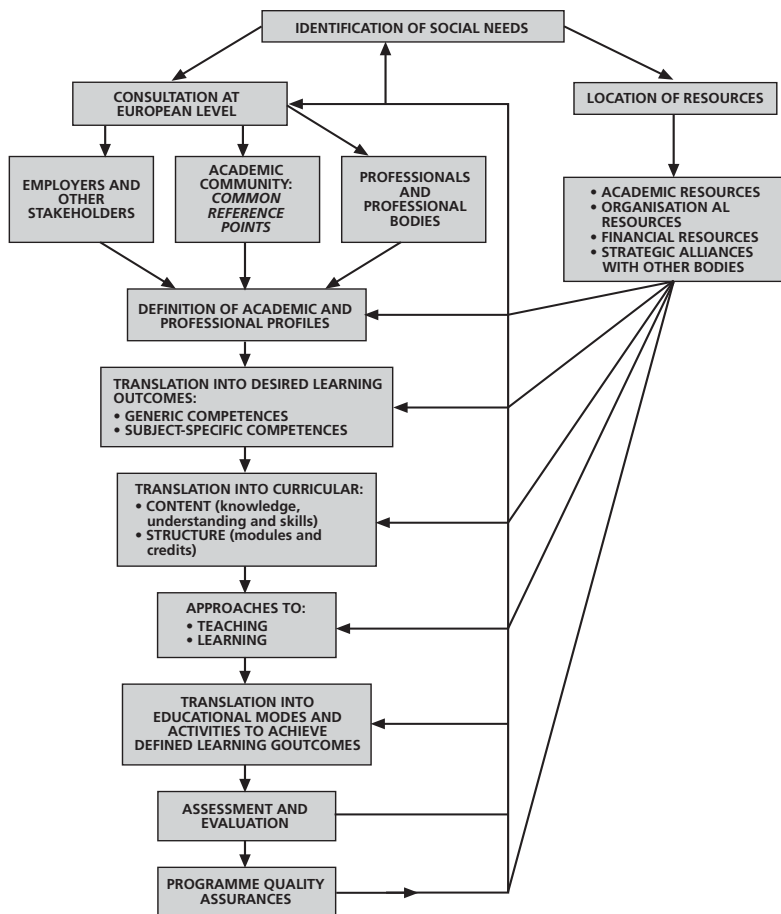 IDENTIFICATION OF SOCIAL NEEDS
CONSULTATION AT
EUROPEAN LEVEL
LOCATION OF RESOURCES
EMPLOYERS AND
OTHER
STAKEHOLDERS
ACADEMIC
COMMUNITY:
COMMON
REFERENCE
POINTS
PROFESSIONALS
AND
PROFESSIONAL
BODIES
• ACADEMIC RESOURCES
• ORGANISATION AL
RESOURCES
• FINANCIAL RESOURCES
• STRATEGIC ALLIANCES
WITH OTHER BODIES
DEFINITION OF ACADEMIC AND
PROFESSIONAL PROFILES
TRANSLATION INTO DESIRED LEARNING
OUTCOMES:
• GENERIC COMPETENCES
• SUBJECT-SPECIFIC COMPETENCES
TRANSLATION INTO CURRICULAR:
• CONTENT (knowledge,
understanding and skills)
• STRUCTURE (modules and
credits)
APPROACHES TO:
• TEACHING
• LEARNING
TRANSLATION INTO
EDUCATIONAL MODES AND
ACTIVITIES TO ACHIEVE
DEFINED LEARNING GOUTCOMES
ASSESSMENT AND
EVALUATION
PROGRAMME QUALITY
ASSURANCES